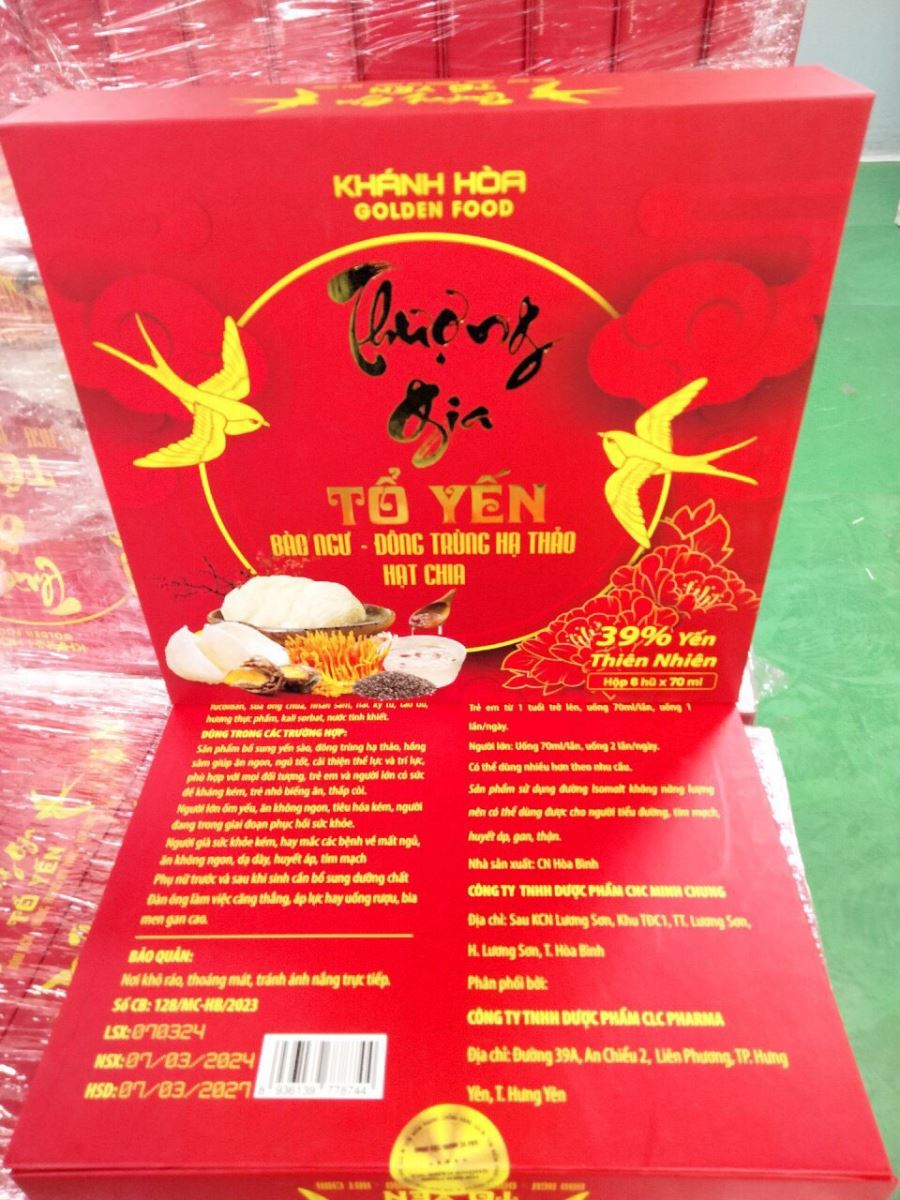 TỔ YẾN
KHÁNH HÒA
GOLDEN FOOD
Thượng
Gia
TỔ YẾN
BÀO NGƯ - ĐÔNG TRÙNG HẠ THẢO
HẠT CHIA
39% Yến
Thiên Nhiên
Hộp 6 hũ x 70 ml
hương thực phẩm, kali sorbat, nước tinh khiết.
DÙNG TRONG CÁC TRƯỜNG HỢP:
Sản phẩm bổ sung yến sào, đông trùng hạ thảo, hồng
sâm giúp ăn ngon, ngủ tốt, cải thiện thể lực và trí lực,
phù hợp với mọi đối tượng, trẻ em và người lớn có sức
đề kháng kém, trẻ nhỏ biếng ăn, thấp còi.
Người lớn ốm yếu, ăn không ngon, tiêu hóa kém, người
đang trong giai đoạn phục hồi sức khỏe.
Người già sức khỏe kém, hay mắc các bệnh về mất ngủ,
ăn không ngon, dạ dày, huyết áp, tim mạch
Phụ nữ trước và sau khi sinh cần bổ sung dưỡng chất
Đàn ông làm việc căng thẳng, áp lực hay uống rượu, bia
men gan cao.
BẢO QUẢN:
Nơi khô ráo, thoáng mát, tránh ánh nắng trực tiếp.
Số CB: 128/MC-HB/2023
LSX: 070324
NSX: 07/03/2024
HSD: 07/03/2027
8 936139 778744
Trẻ em từ 1 tuổi trở lên, uống 70ml/lần, uống 1
lần/ngày.
Người lớn: Uống 70ml/lần, uống 2 lần/ngày.
Có thể dùng nhiều hơn theo nhu cầu.
Sản phẩm sử dụng đường Isomalt không năng lượng
nên có thể dùng được cho người tiểu đường, tim mạch,
huyết áp, gan, thận.
Nhà sản xuất: CN Hòa Bình
CÔNG TY TNHH DƯỢC PHẨM CHC MINH CHUNG
Địa chỉ: Sau KCN Lương Sơn, Khu TĐC1, TT. Lương Sơn,
H. Lương Sơn, T. Hòa Bình
Phân phối bởi:
CÔNG TY TNHH DƯỢC PHẨM CLC PHARMA
Địa chỉ: Đường 39A, An Chiểu 2, Liên Phương, TP. Hưng
Yên, T. Hưng Yên
TỔ YẾN
TỔ YẾN